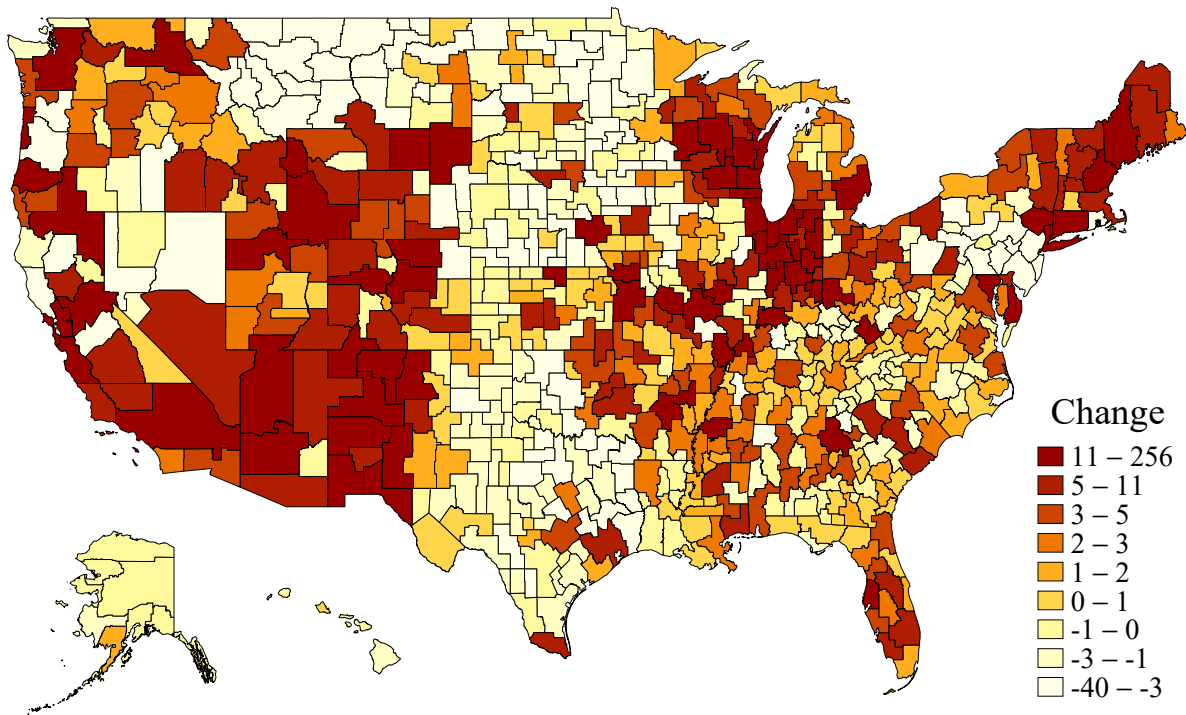 Change
11 – 256
5 – 11
3 – 5
2 – 3
1 – 2
0 – 1
-1 – 0
-3 – -1
-40 – -3